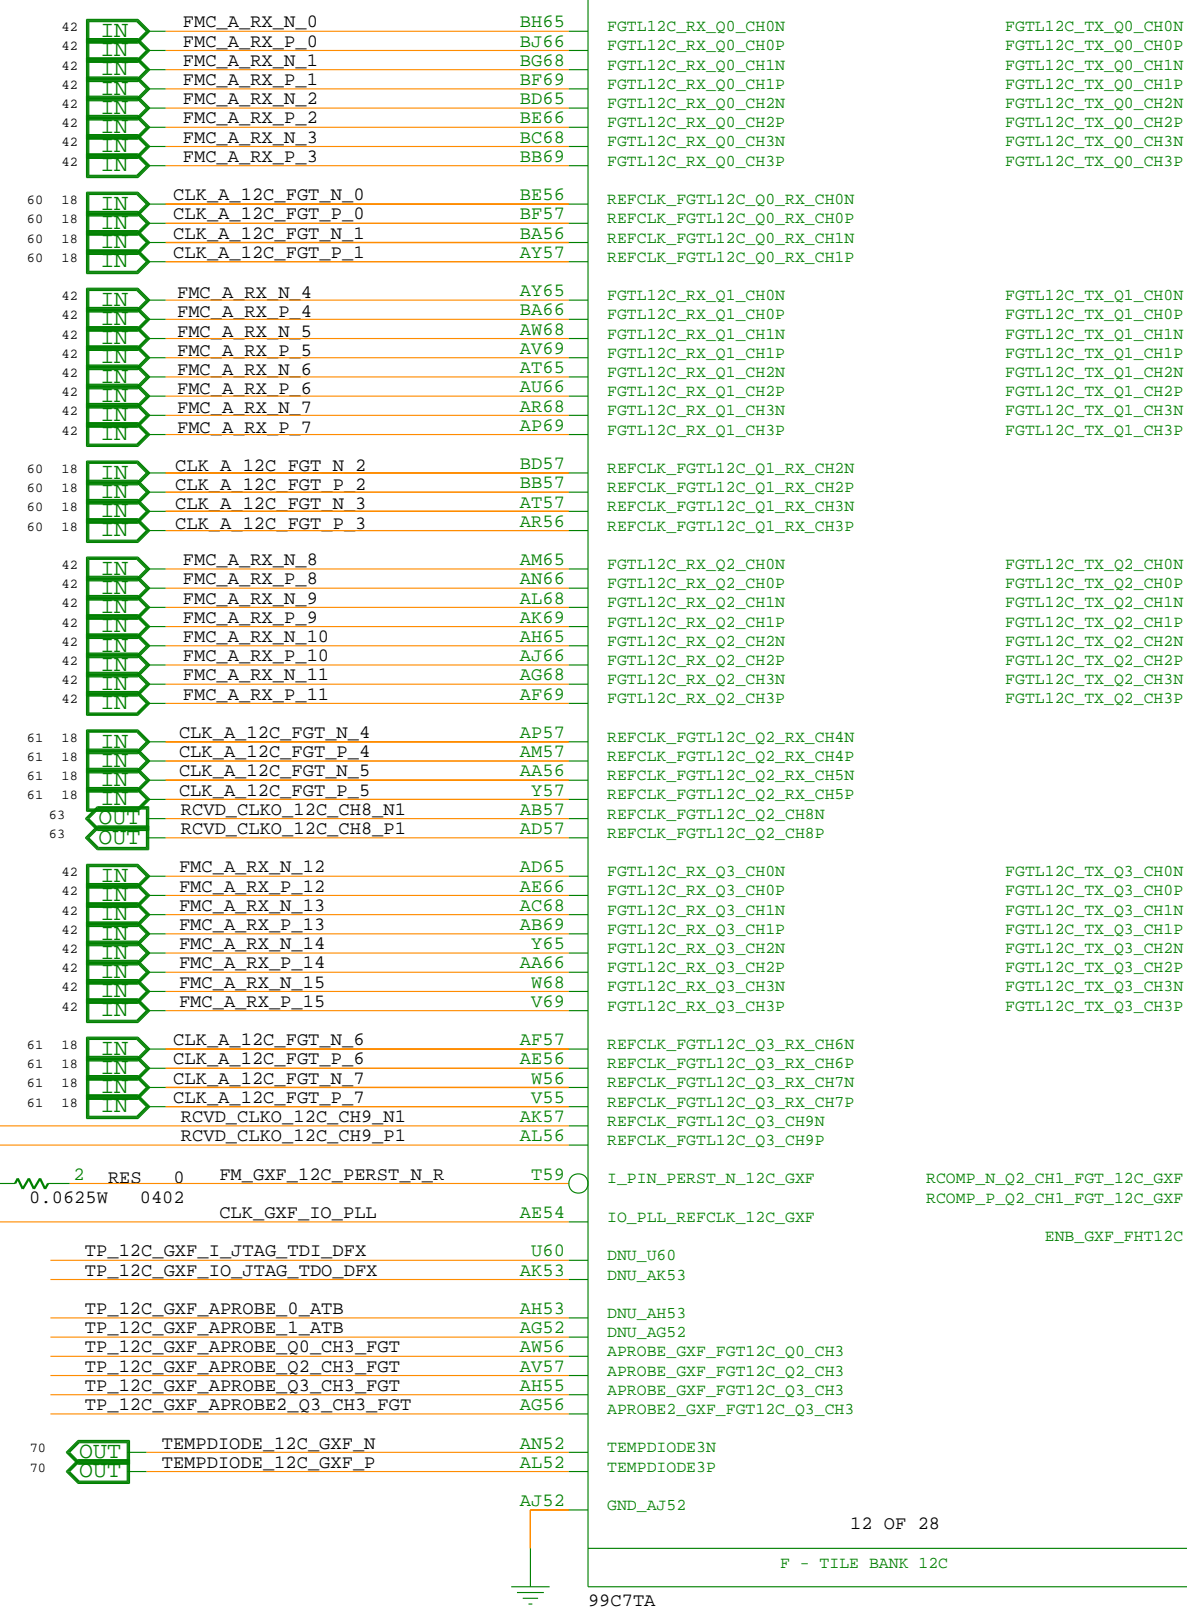 42 IN FMC_A_RX_N_0 BH65 FGTL12C_RX_Q0_CH0N FGTL12C_TX_Q0_CH0N
42 IN FMC_A_RX_P_0 BJ66 FGTL12C_RX_Q0_CH0P FGTL12C_TX_Q0_CH0P
42 IN FMC_A_RX_N_1 BG68 FGTL12C_RX_Q0_CH1N FGTL12C_TX_Q0_CH1N
42 IN FMC_A_RX_P_1 BF69 FGTL12C_RX_Q0_CH1P FGTL12C_TX_Q0_CH1P
42 IN FMC_A_RX_N_2 BD65 FGTL12C_RX_Q0_CH2N FGTL12C_TX_Q0_CH2N
42 IN FMC_A_RX_P_2 BE66 FGTL12C_RX_Q0_CH2P FGTL12C_TX_Q0_CH2P
42 IN FMC_A_RX_N_3 BC68 FGTL12C_RX_Q0_CH3N FGTL12C_TX_Q0_CH3N
42 IN FMC_A_RX_P_3 BB69 FGTL12C_RX_Q0_CH3P FGTL12C_TX_Q0_CH3P
60 18 IN CLK_A_12C_FGT_N_0 BE56 REFCLK_FGTL12C_Q0_RX_CH0N
60 18 IN CLK_A_12C_FGT_P_0 BF57 REFCLK_FGTL12C_Q0_RX_CH0P
60 18 IN CLK_A_12C_FGT_N_1 BA56 REFCLK_FGTL12C_Q0_RX_CH1N
60 18 IN CLK_A_12C_FGT_P_1 AY57 REFCLK_FGTL12C_Q0_RX_CH1P
42 IN FMC_A_RX_N_4 AY65 FGTL12C_RX_Q1_CH0N FGTL12C_TX_Q1_CH0N
42 IN FMC_A_RX_P_4 BA66 FGTL12C_RX_Q1_CH0P FGTL12C_TX_Q1_CH0P
42 IN FMC_A_RX_N_5 AW68 FGTL12C_RX_Q1_CH1N FGTL12C_TX_Q1_CH1N
42 IN FMC_A_RX_P_5 AV69 FGTL12C_RX_Q1_CH1P FGTL12C_TX_Q1_CH1P
42 IN FMC_A_RX_N_6 AT65 FGTL12C_RX_Q1_CH2N FGTL12C_TX_Q1_CH2N
42 IN FMC_A_RX_P_6 AU66 FGTL12C_RX_Q1_CH2P FGTL12C_TX_Q1_CH2P
42 IN FMC_A_RX_N_7 AR68 FGTL12C_RX_Q1_CH3N FGTL12C_TX_Q1_CH3N
42 IN FMC_A_RX_P_7 AP69 FGTL12C_RX_Q1_CH3P FGTL12C_TX_Q1_CH3P
60 18 IN CLK_A_12C_FGT_N_2 BD57 REFCLK_FGTL12C_Q1_RX_CH2N
60 18 IN CLK_A_12C_FGT_P_2 BB57 REFCLK_FGTL12C_Q1_RX_CH2P
60 18 IN CLK_A_12C_FGT_N_3 AT57 REFCLK_FGTL12C_Q1_RX_CH3N
60 18 IN CLK_A_12C_FGT_P_3 AR56 REFCLK_FGTL12C_Q1_RX_CH3P
42 IN FMC_A_RX_N_8 AM65 FGTL12C_RX_Q2_CH0N FGTL12C_TX_Q2_CH0N
42 IN FMC_A_RX_P_8 AN66 FGTL12C_RX_Q2_CH0P FGTL12C_TX_Q2_CH0P
42 IN FMC_A_RX_N_9 AL68 FGTL12C_RX_Q2_CH1N FGTL12C_TX_Q2_CH1N
42 IN FMC_A_RX_P_9 AK69 FGTL12C_RX_Q2_CH1P FGTL12C_TX_Q2_CH1P
42 IN FMC_A_RX_N_10 AH65 FGTL12C_RX_Q2_CH2N FGTL12C_TX_Q2_CH2N
42 IN FMC_A_RX_P_10 AJ66 FGTL12C_RX_Q2_CH2P FGTL12C_TX_Q2_CH2P
42 IN FMC_A_RX_N_11 AG68 FGTL12C_RX_Q2_CH3N FGTL12C_TX_Q2_CH3N
42 IN FMC_A_RX_P_11 AF69 FGTL12C_RX_Q2_CH3P FGTL12C_TX_Q2_CH3P
61 18 IN CLK_A_12C_FGT_N_4 AP57 REFCLK_FGTL12C_Q2_RX_CH4N
61 18 IN CLK_A_12C_FGT_P_4 AM57 REFCLK_FGTL12C_Q2_RX_CH4P
61 18 IN CLK_A_12C_FGT_N_5 AA56 REFCLK_FGTL12C_Q2_RX_CH5N
61 18 IN CLK_A_12C_FGT_P_5 Y57 REFCLK_FGTL12C_Q2_RX_CH5P
63 OUT RCVD_CLKO_12C_CH8_N1 AB57 REFCLK_FGTL12C_Q2_CH8N
63 OUT RCVD_CLKO_12C_CH8_P1 AD57 REFCLK_FGTL12C_Q2_CH8P
42 IN FMC_A_RX_N_12 AD65 FGTL12C_RX_Q3_CH0N FGTL12C_TX_Q3_CH0N
42 IN FMC_A_RX_P_12 AE66 FGTL12C_RX_Q3_CH0P FGTL12C_TX_Q3_CH0P
42 IN FMC_A_RX_N_13 AC68 FGTL12C_RX_Q3_CH1N FGTL12C_TX_Q3_CH1N
42 IN FMC_A_RX_P_13 AB69 FGTL12C_RX_Q3_CH1P FGTL12C_TX_Q3_CH1P
42 IN FMC_A_RX_N_14 Y65 FGTL12C_RX_Q3_CH2N FGTL12C_TX_Q3_CH2N
42 IN FMC_A_RX_P_14 AA66 FGTL12C_RX_Q3_CH2P FGTL12C_TX_Q3_CH2P
42 IN FMC_A_RX_N_15 W68 FGTL12C_RX_Q3_CH3N FGTL12C_TX_Q3_CH3N
42 IN FMC_A_RX_P_15 V69 FGTL12C_RX_Q3_CH3P FGTL12C_TX_Q3_CH3P
61 18 IN CLK_A_12C_FGT_N_6 AF57 REFCLK_FGTL12C_Q3_RX_CH6N
61 18 IN CLK_A_12C_FGT_P_6 AE56 REFCLK_FGTL12C_Q3_RX_CH6P
61 18 IN CLK_A_12C_FGT_N_7 W56 REFCLK_FGTL12C_Q3_RX_CH7N
61 18 IN CLK_A_12C_FGT_P_7 V55 REFCLK_FGTL12C_Q3_RX_CH7P
RCVD_CLKO_12C_CH9_N1 AK57 REFCLK_FGTL12C_Q3_CH9N
RCVD_CLKO_12C_CH9_P1 AL56 REFCLK_FGTL12C_Q3_CH9P
2 RES 0 FM_GXF_12C_PERST_N_R T59 I_PIN_PERST_N_12C_GXF RCOMP_N_Q2_CH1_FGT_12C_GXF
0.0625W 0402 RCOMP_P_Q2_CH1_FGT_12C_GXF
CLK_GXF_IO_PLL AE54 IO_PLL_REFCLK_12C_GXF
ENB_GXF_FHT12C
TP_12C_GXF_I_JTAG_TDI_DFX U60 DNU_U60
TP_12C_GXF_IO_JTAG_TDO_DFX AK53 DNU_AK53
TP_12C_GXF_APROBE_0_ATB AH53 DNU_AH53
TP_12C_GXF_APROBE_1_ATB AG52 DNU_AG52
TP_12C_GXF_APROBE_Q0_CH3_FGT AW56 APROBE_GXF_FGT12C_Q0_CH3
TP_12C_GXF_APROBE_Q2_CH3_FGT AV57 APROBE_GXF_FGT12C_Q2_CH3
TP_12C_GXF_APROBE_Q3_CH3_FGT AH55 APROBE_GXF_FGT12C_Q3_CH3
TP_12C_GXF_APROBE2_Q3_CH3_FGT AG56 APROBE2_GXF_FGT12C_Q3_CH3
70 OUT TEMPDIODE_12C_GXF_N AN52 TEMPDIODE3N
70 OUT TEMPDIODE_12C_GXF_P AL52 TEMPDIODE3P
AJ52 GND_AJ52
12 OF 28
F - TILE BANK 12C
99C7TA